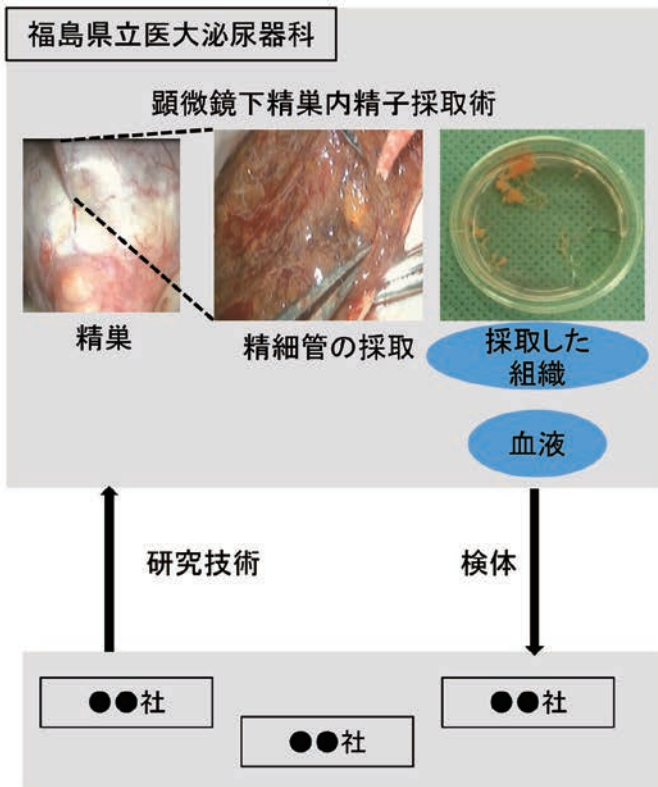 福島県立医大泌尿器科
顕微鏡下精巣内精子採取術
精巣
精細管の採取
採取した
組織
血液
研究技術
検体
●●社
●●社
●●社